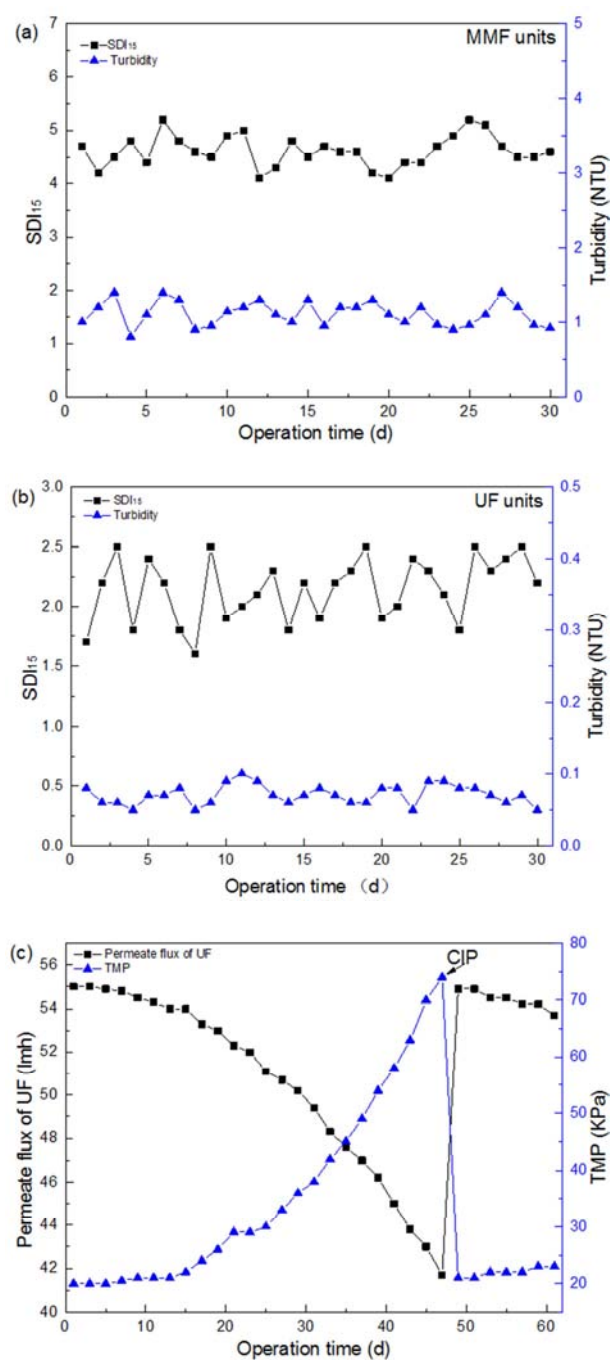 (a)
MMF units
SDI15
Turbidity
7
6
5
4
3
2
1
0
SDI15
5
4
3
2
1
0
Turbidity (NTU)
0 5 10 15 20 25 30
Operation time (d)
(b)
UF units
SDI15
Turbidity
3.0
2.5
2.0
1.5
1.0
0.5
0.0
SDI15
0.5
0.4
0.3
0.2
0.1
0.0
Turbidity (NTU)
0 5 10 15 20 25 30
Operation time （d）
(c)
Permeate flux of UF
TMP
CIP
56
54
52
50
48
46
44
42
40
Permeate flux of UF (lmh)
80
70
60
50
40
30
20
10
TMP (KPa)
0 10 20 30 40 50 60
Operation time (d)